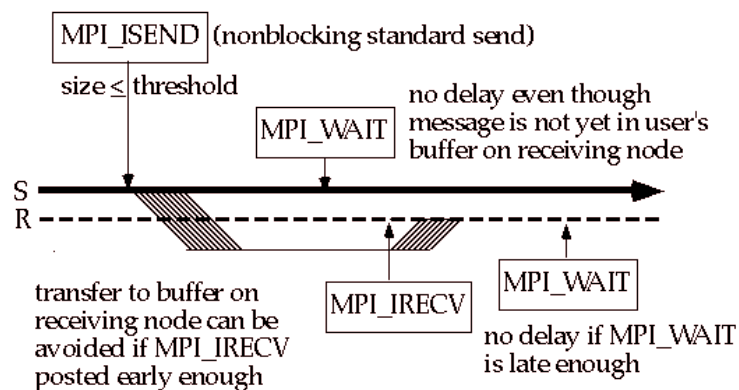 MPI_ISEND (nonblocking standard send)
size ≤ threshold
MPI_WAIT
no delay even though
message is not yet in user's
buffer on receiving node
S
R
transfer to buffer on
receiving node can be
avoided if MPI_IRECV
posted early enough
MPI_IRECV
MPI_WAIT
no delay if MPI_WAIT
is late enough